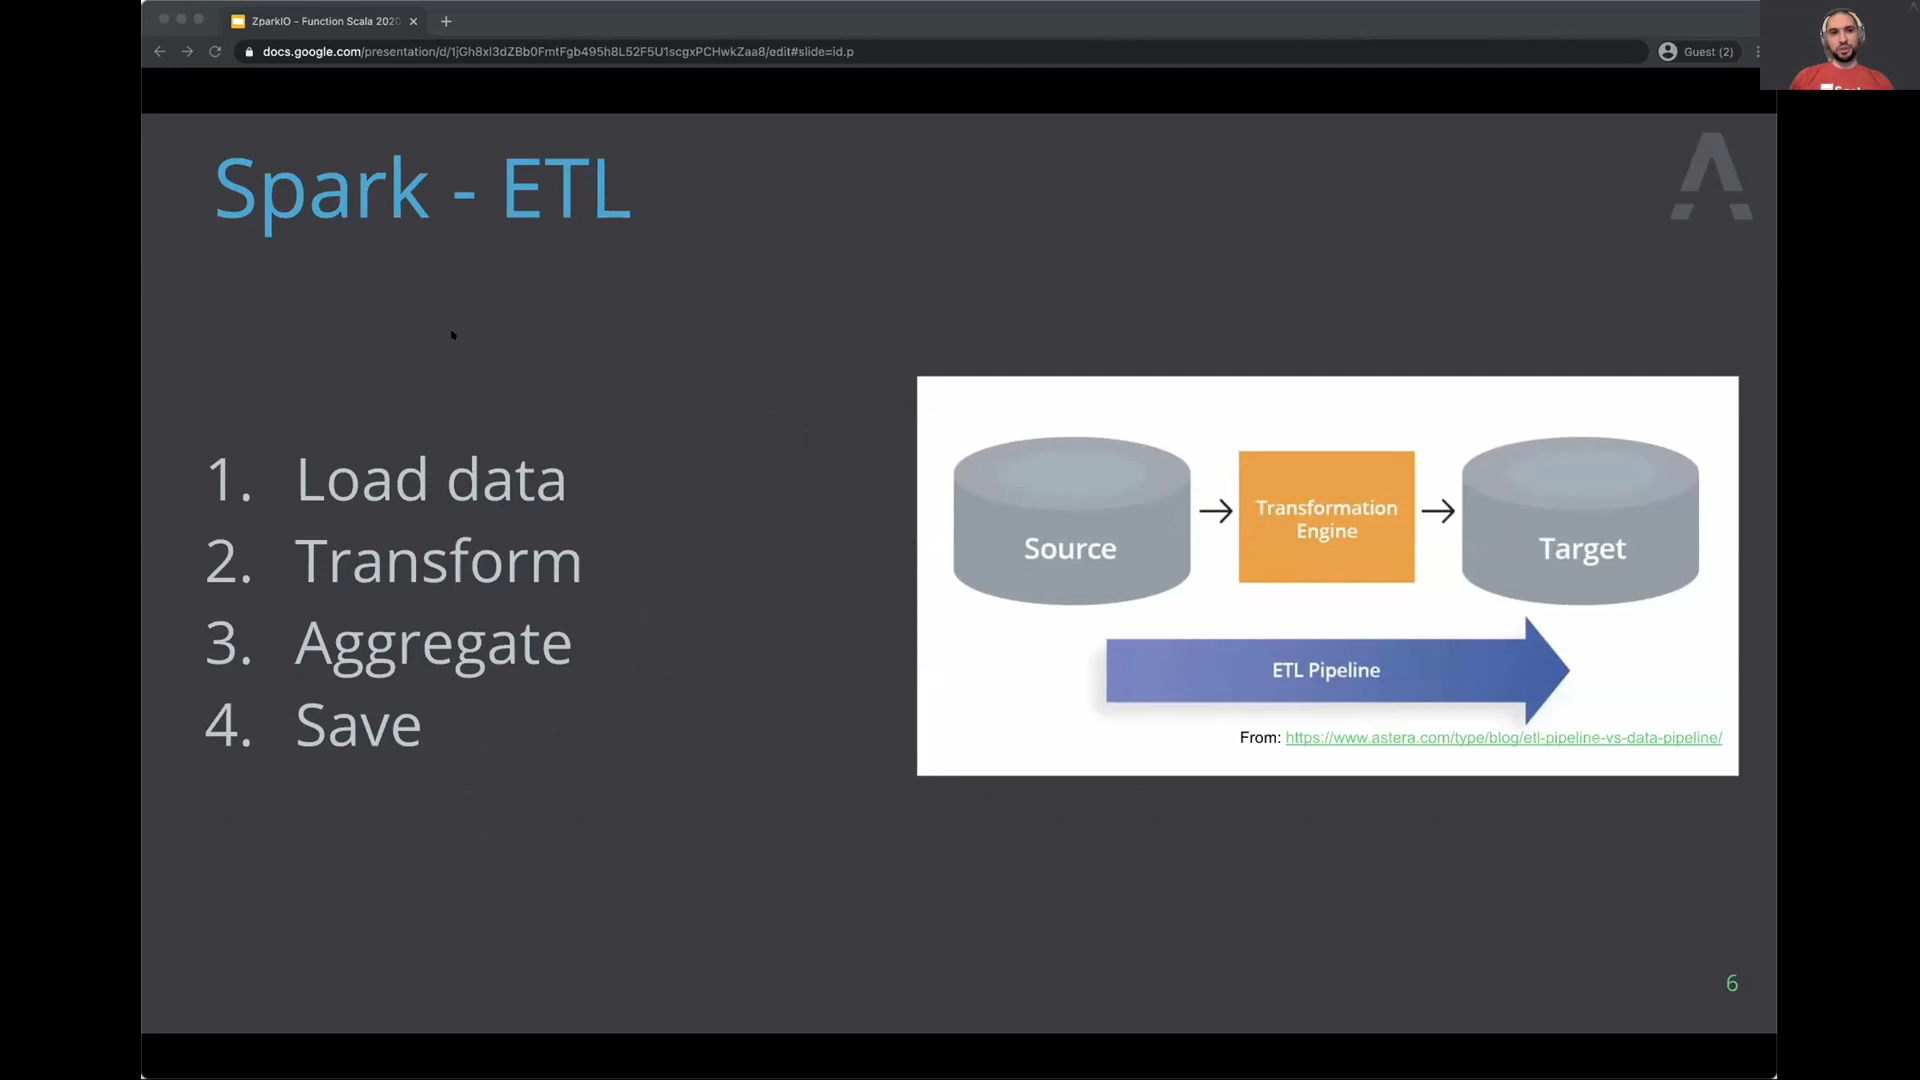 ZparkIO - Function Scala 2020
docs.google.com/presentation/d/1jGh8xI3dZBb0FmtFgb495h8L52F5U1scgxPCHwkZaa8/edit#slide=id.p
Guest (2)
Spark - ETL
1. Load data
2. Transform
3. Aggregate
4. Save
Source
Transformation
Engine
Target
ETL Pipeline
From: https://www.astera.com/type/blog/etl-pipeline-vs-data-pipeline/
6